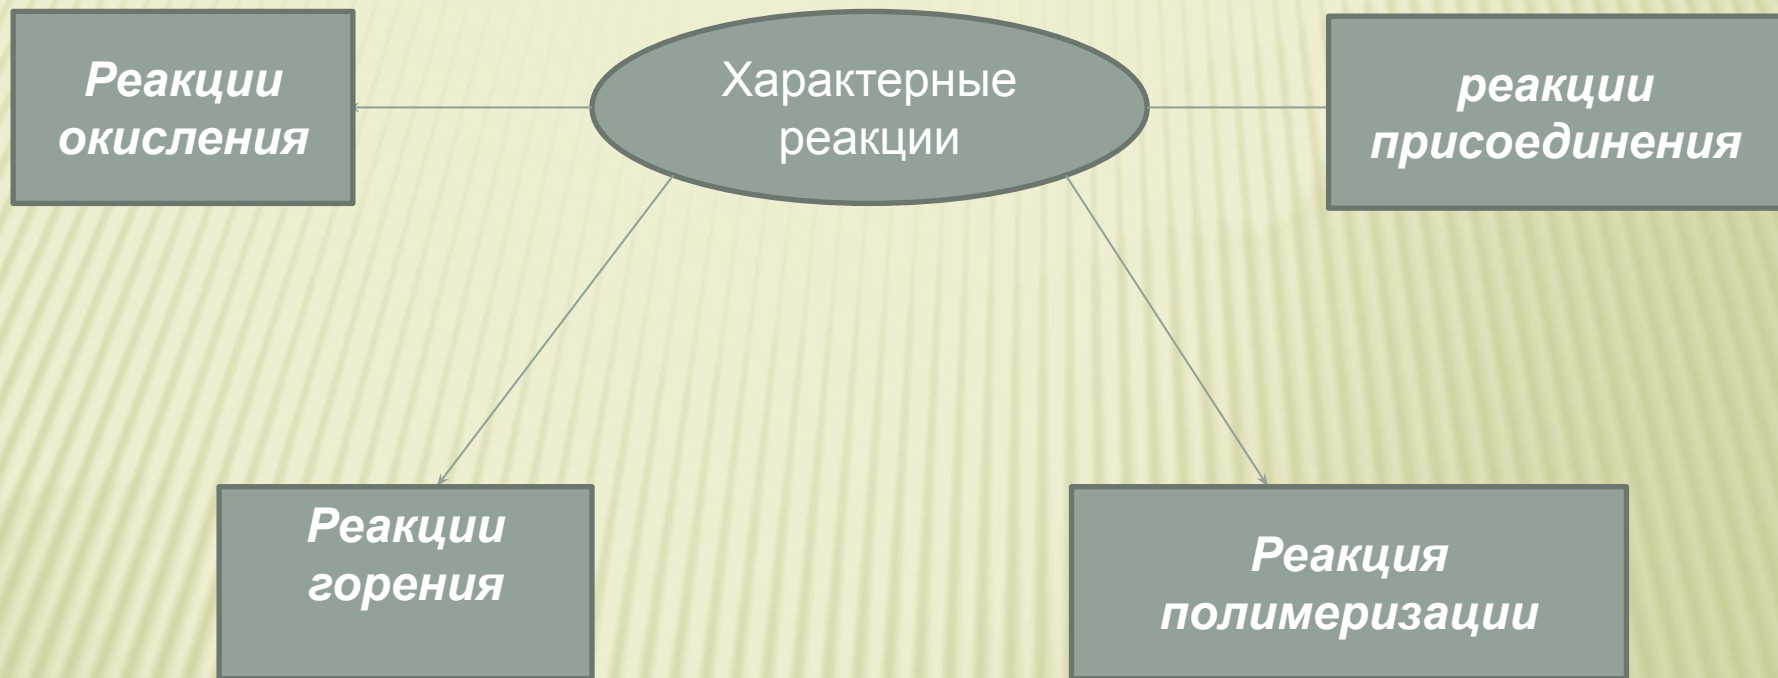 Реакции
окисления
Характерные
реакции
реакции
присоединения
Реакции
горения
Реакция
полимеризации